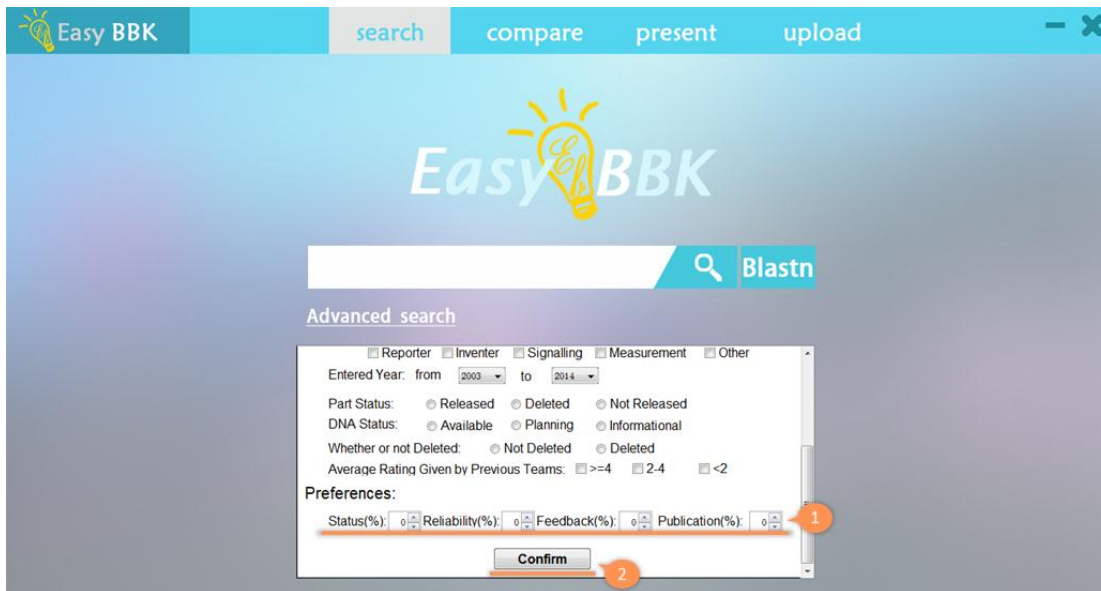 Easy BBK search compare present upload
Easy BBK
Blastn
Advanced search
Reporter Inventer Signalling Measurement Other
Entered Year: from 2003 to 2014
Part Status: Released Deleted Not Released
DNA Status: Available Planning Informational
Whether or not Deleted: Not Deleted Deleted
Average Rating Given by Previous Teams: >=4 2-4 <2
Preferences:
Status(%): 0 Reliability(%): 0 Feedback(%): 0 Publication(%): 0 1
Confirm
2